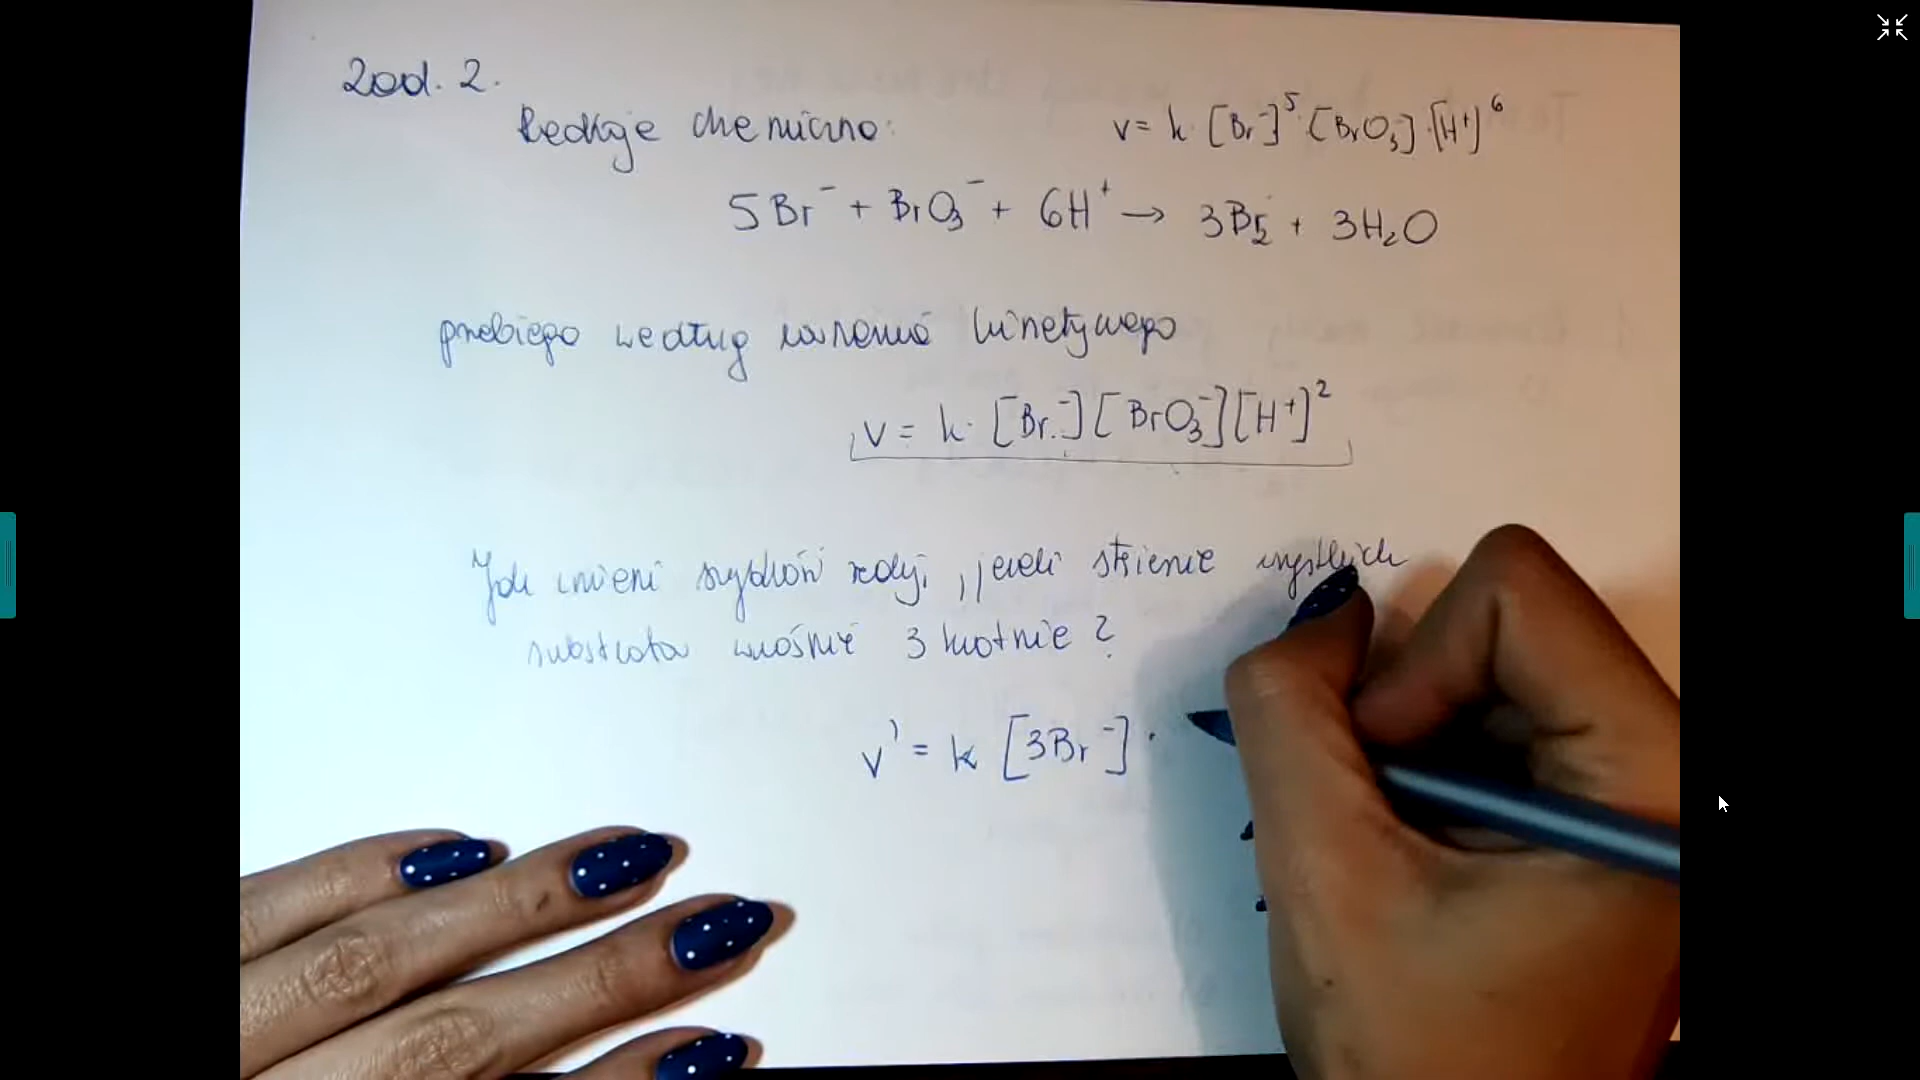 Zad. 2.
Reakcja chemiczna:
v = k · [Br⁻]⁵ · [BrO₃⁻] · [H⁺]⁶
5Br⁻ + BrO₃⁻ + 6H⁺ → 3Br₂ + 3H₂O
przebiega według równania kinetycznego
v = k · [Br⁻][BrO₃⁻][H⁺]²
Jak zmieni szybkość reakcji, jeżeli stężenie wszystkich
substratów wzrośnie 3 krotnie?
v' = k [3Br⁻] ·